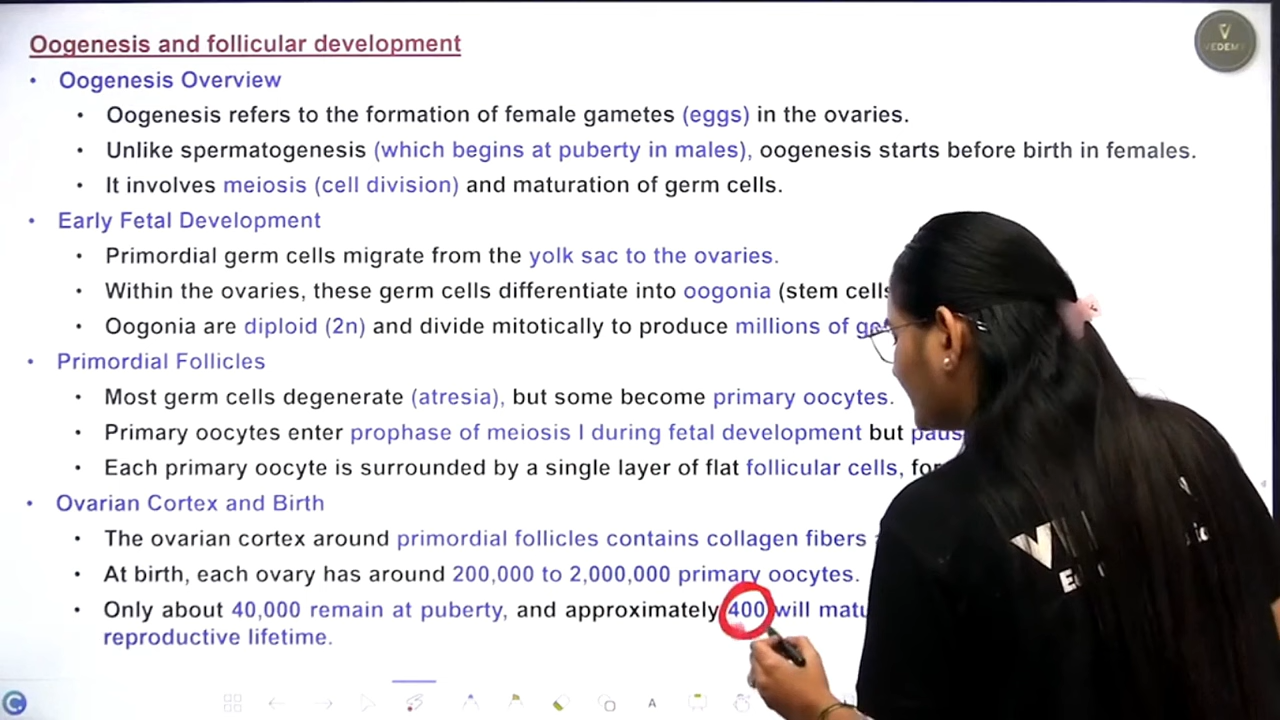 Oogenesis and follicular development
VEDEMY
• Oogenesis Overview
• Oogenesis refers to the formation of female gametes (eggs) in the ovaries.
• Unlike spermatogenesis (which begins at puberty in males), oogenesis starts before birth in females.
• It involves meiosis (cell division) and maturation of germ cells.
• Early Fetal Development
• Primordial germ cells migrate from the yolk sac to the ovaries.
• Within the ovaries, these germ cells differentiate into oogonia (stem cells
• Oogonia are diploid (2n) and divide mitotically to produce millions of
• Primordial Follicles
• Most germ cells degenerate (atresia), but some become primary oocytes.
• Primary oocytes enter prophase of meiosis I during fetal development but
• Each primary oocyte is surrounded by a single layer of flat follicular cells,
• Ovarian Cortex and Birth
• The ovarian cortex around primordial follicles contains collagen fibers
• At birth, each ovary has around 200,000 to 2,000,000 primary oocytes.
• Only about 40,000 remain at puberty, and approximately 400 will
reproductive lifetime.
A